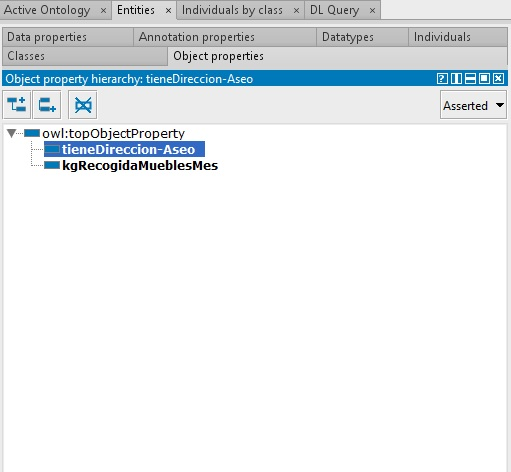 Active Ontology × Entities × Individuals by class × DL Query ×
Data properties Annotation properties Datatypes Individuals
Classes Object properties
Object property hierarchy: tieneDireccion-Aseo
Asserted
owl:topObjectProperty
tieneDireccion-Aseo
kgRecogidaMueblesMes